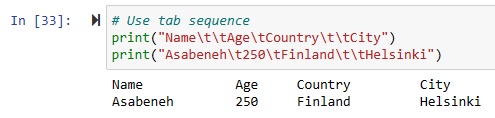 In [33]:
# Use tab sequence
print("Name\t\tAge\tCountry\t\tCity")
print("Asabeneh\t250\tFinland\t\tHelsinki")
Name Age Country City
Asabeneh 250 Finland Helsinki